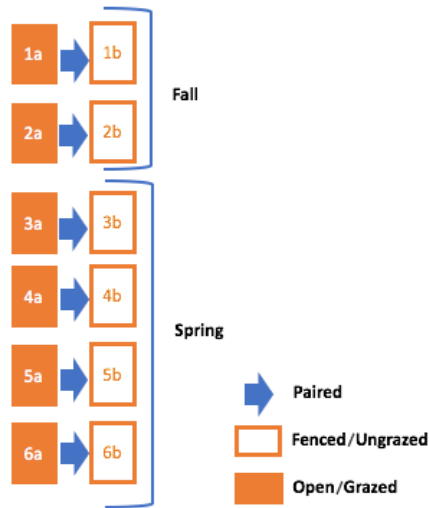 1a 1b
Fall
2a 2b
3a 3b
4a 4b
Spring
5a 5b
Paired
6a 6b
Fenced/Ungrazed
Open/Grazed